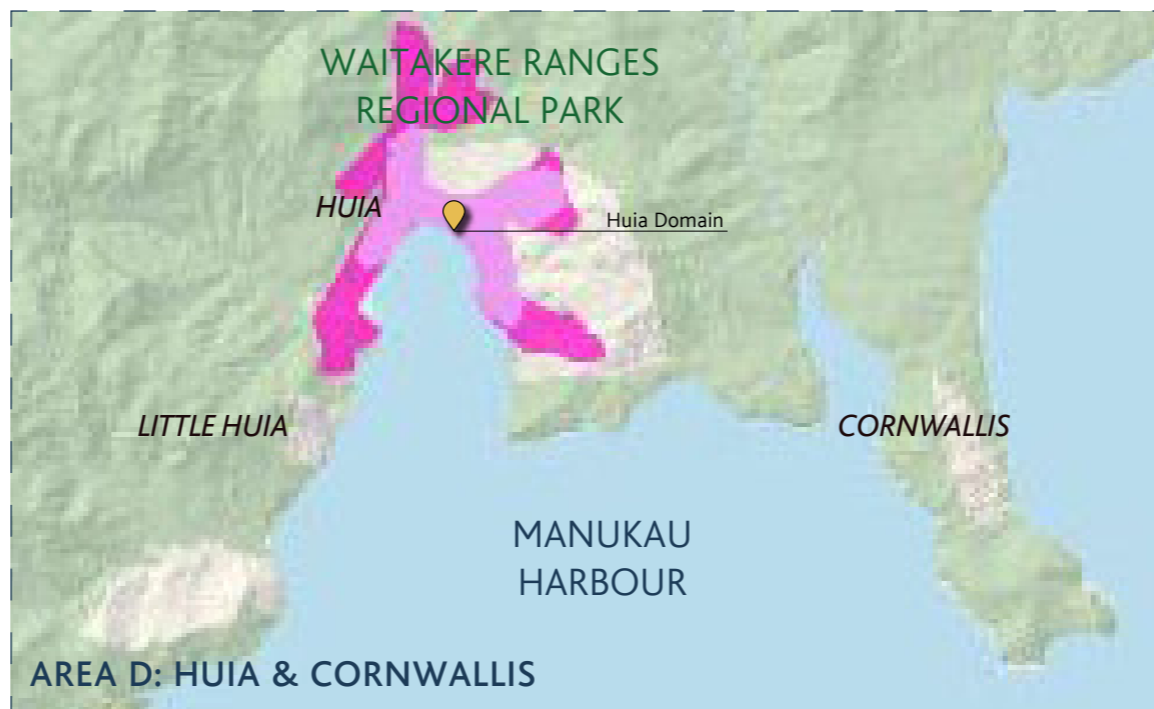 WAITAKERE RANGES
REGIONAL PARK
HUIA
Huia Domain
LITTLE HUIA
CORNWALLIS
MANUKAU
HARBOUR
AREA D: HUIA & CORNWALLIS